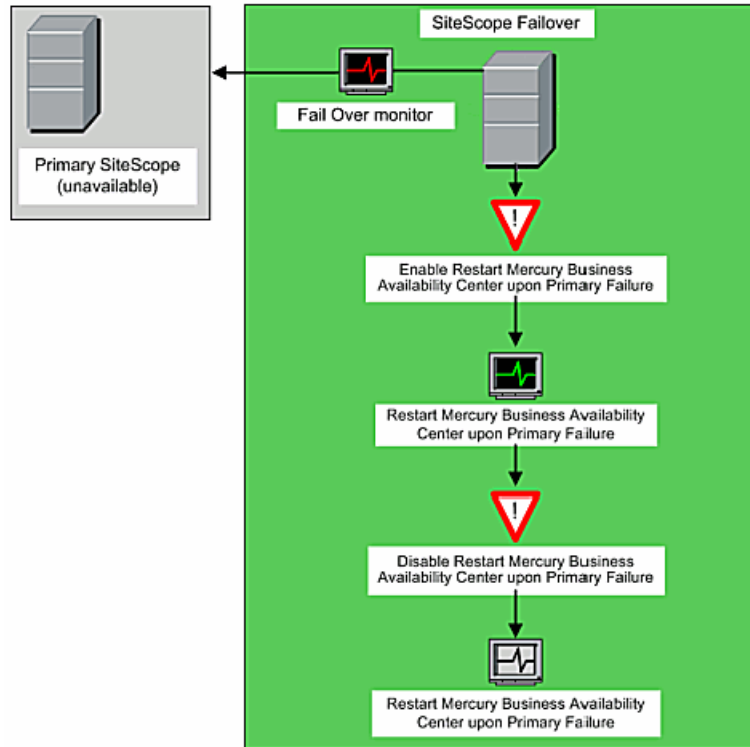 SiteScope Failover
Fail Over monitor
Primary SiteScope
(unavailable)
!
Enable Restart Mercury Business
Availability Center upon Primary Failure
Restart Mercury Business Availability
Center upon Primary Failure
!
Disable Restart Mercury Business
Availability Center upon Primary Failure
Restart Mercury Business Availability
Center upon Primary Failure